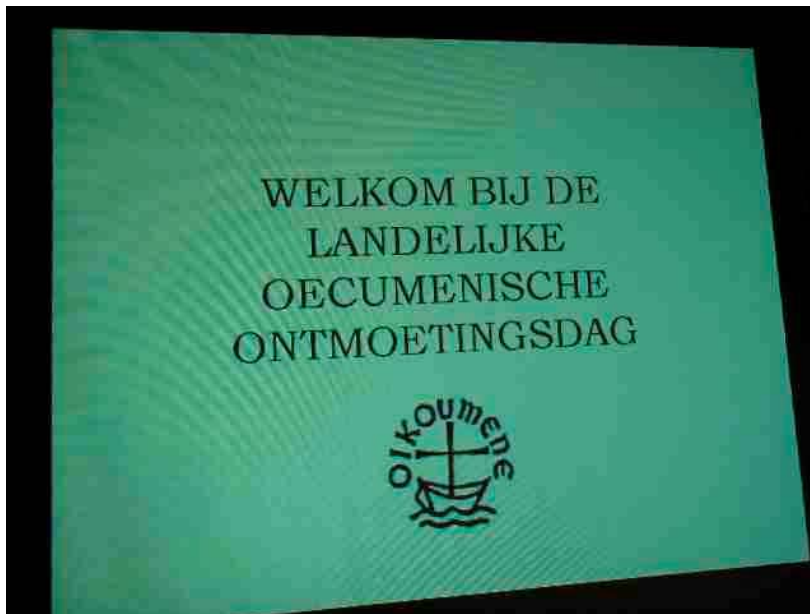 WELKOM BIJ DE
LANDELIJKE
OECUMENISCHE
ONTMOETINGSDAG
OIKOUMENE